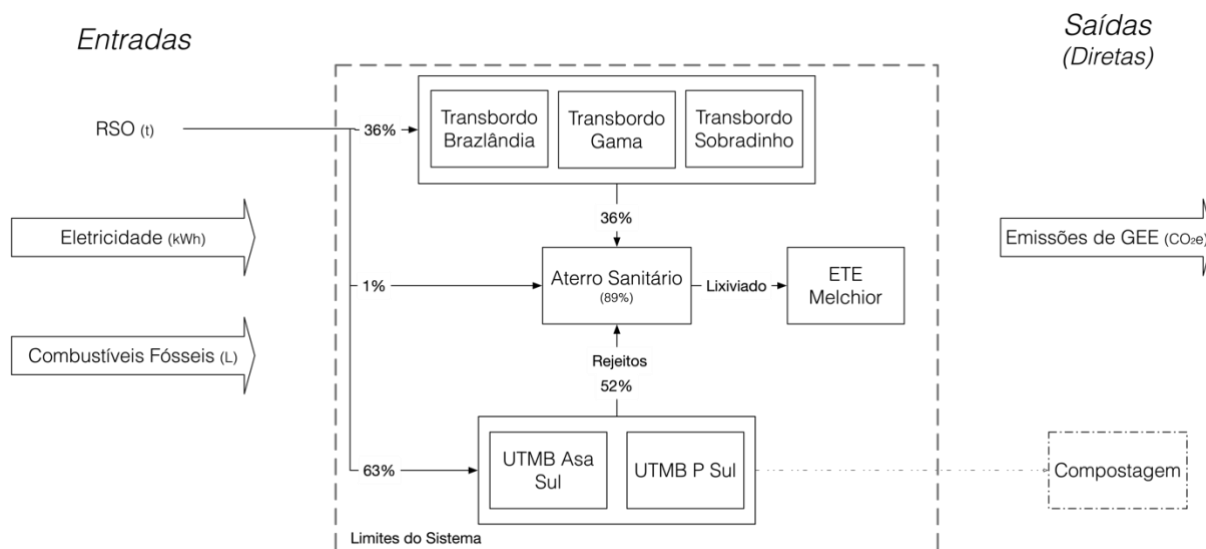 Entradas
Saídas
(Diretas)
RSO (t)
36%
Transbordo
Brazlândia
Transbordo
Gama
Transbordo
Sobradinho
36%
Eletricidade (kWh)
Emissões de GEE (CO₂e)
1%
Aterro Sanitário
(89%)
Lixiviado
ETE
Melchior
Combustíveis Fósseis (L)
Rejeitos
52%
63%
UTMB Asa
Sul
UTMB P Sul
Compostagem
Limites do Sistema